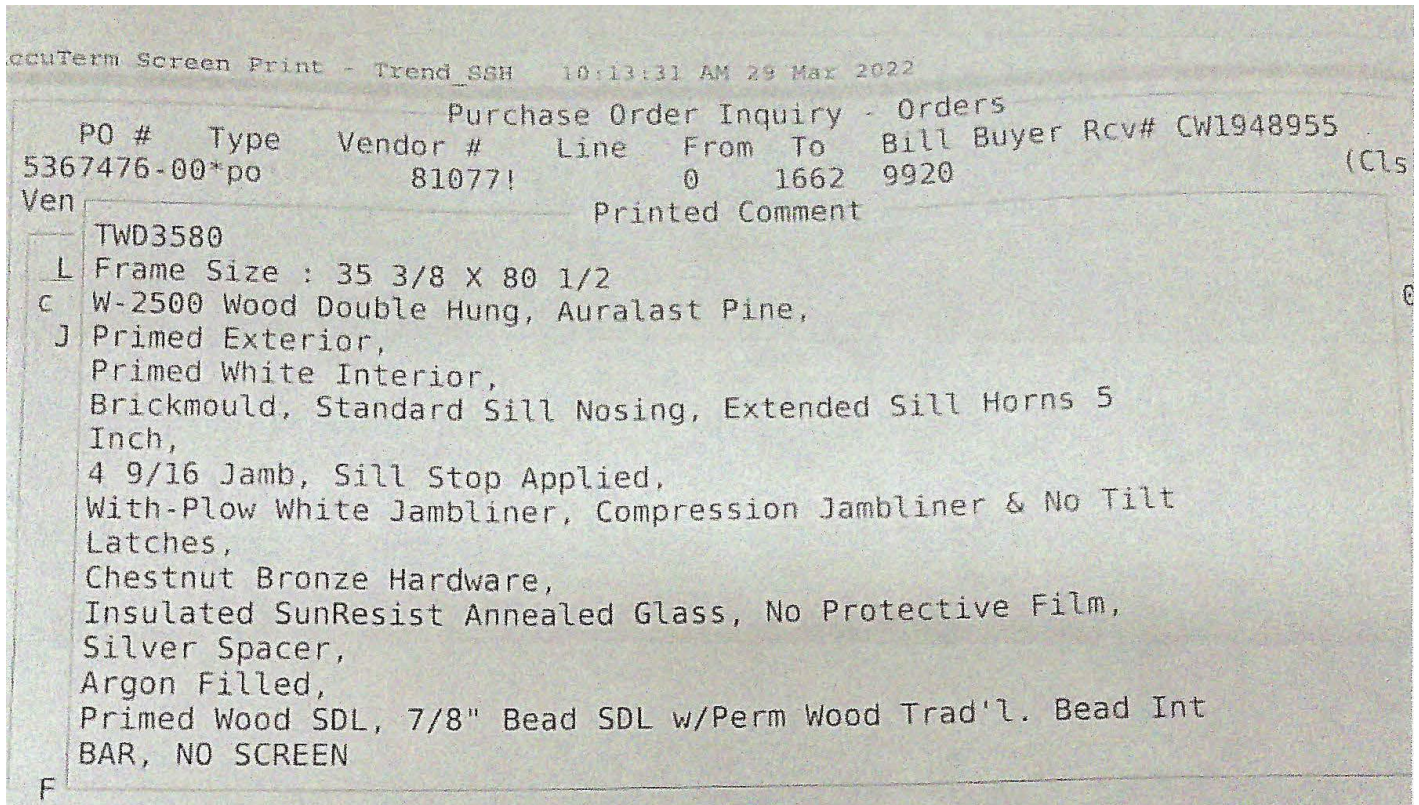 ccuTerm Screen Print - Trend_SSH 10:13:31 AM 29 Mar 2022
Purchase Order Inquiry - Orders
PO # Type Vendor # Line From To Bill Buyer Rcv# CW1948955
5367476-00*po 81077! 0 1662 9920 (Cls
Ven
Printed Comment
TWD3580
L Frame Size : 35 3/8 X 80 1/2
c W-2500 Wood Double Hung, Auralast Pine, 0
J Primed Exterior,
Primed White Interior,
Brickmould, Standard Sill Nosing, Extended Sill Horns 5
Inch,
4 9/16 Jamb, Sill Stop Applied,
With-Plow White Jambliner, Compression Jambliner & No Tilt
Latches,
Chestnut Bronze Hardware,
Insulated SunResist Annealed Glass, No Protective Film,
Silver Spacer,
Argon Filled,
Primed Wood SDL, 7/8" Bead SDL w/Perm Wood Trad'l. Bead Int
BAR, NO SCREEN
F